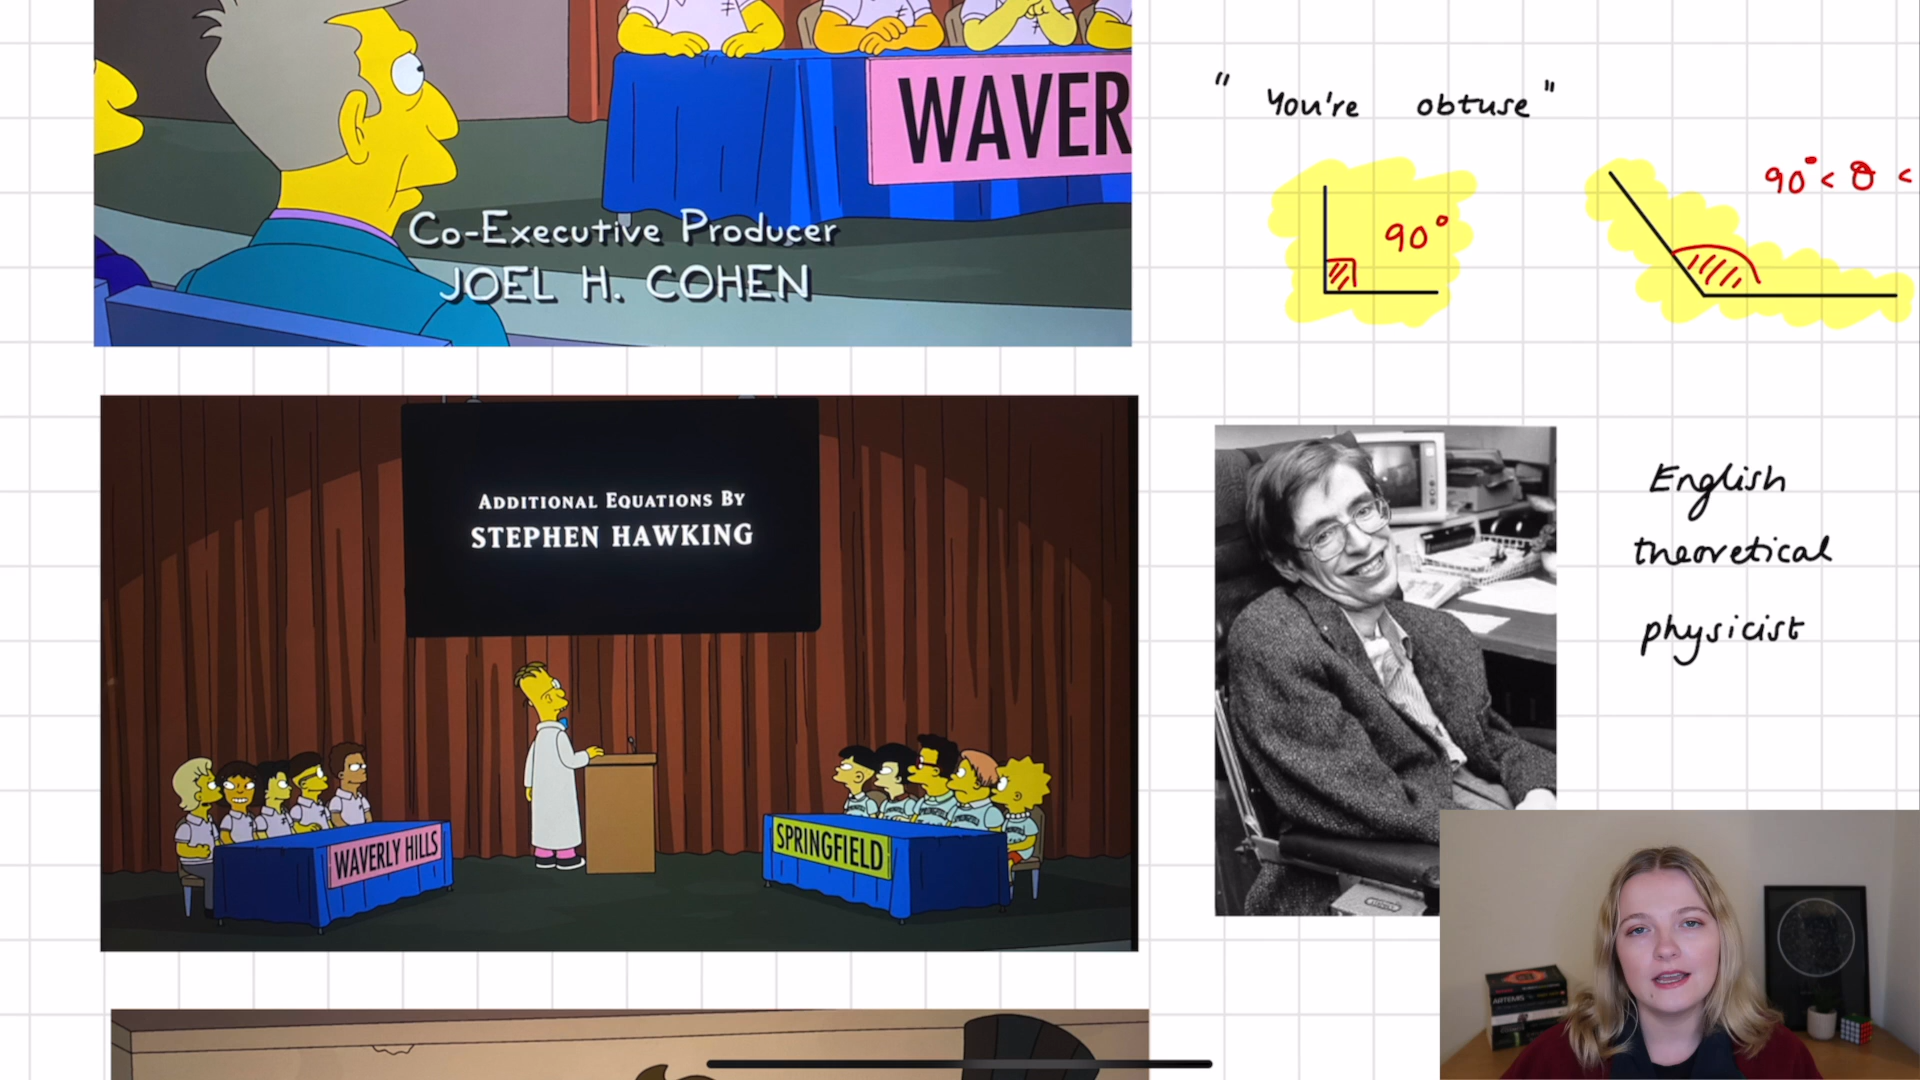 WAVER
Co-Executive Producer
JOEL H. COHEN
" You're obtuse "
90°
90° < θ <
ADDITIONAL EQUATIONS BY
STEPHEN HAWKING
WAVERLY HILLS
SPRINGFIELD
English
theoretical
physicist
ARTEMIS